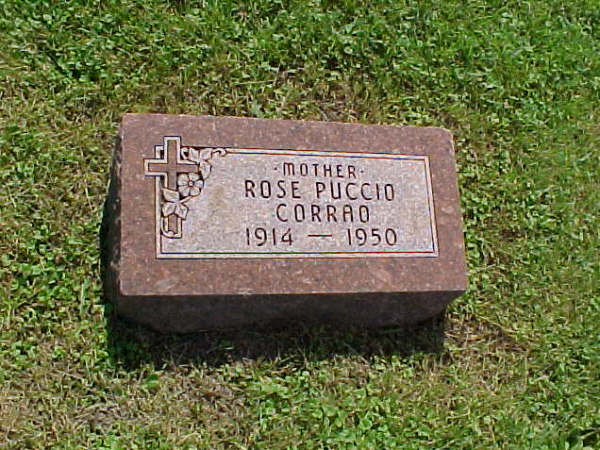 ·MOTHER·
ROSE PUCCIO
CORRAO
1914 — 1950